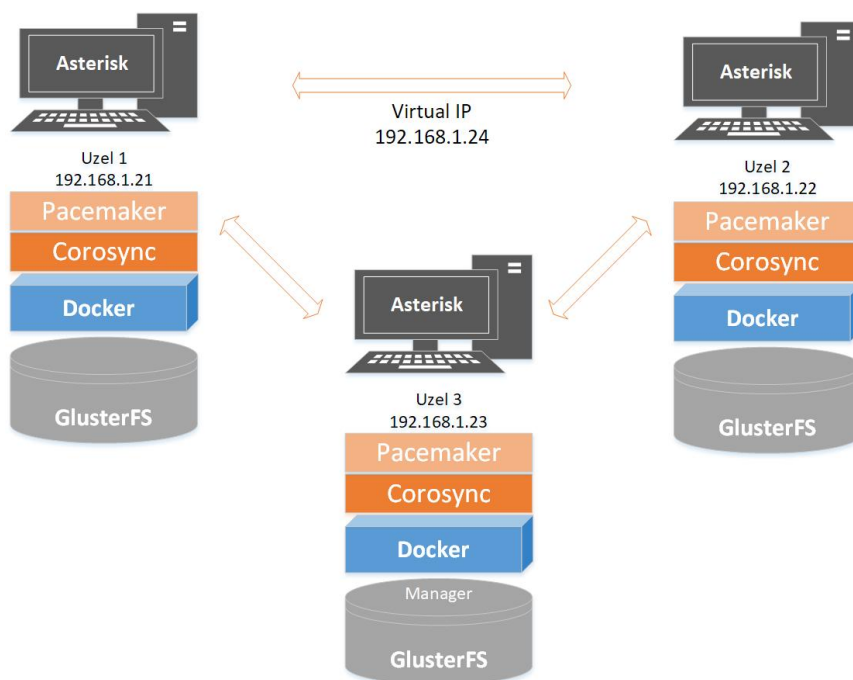 Asterisk
Uzel 1
192.168.1.21
Pacemaker
Corosync
Docker
GlusterFS
Virtual IP
192.168.1.24
Asterisk
Uzel 2
192.168.1.22
Pacemaker
Corosync
Docker
GlusterFS
Asterisk
Uzel 3
192.168.1.23
Pacemaker
Corosync
Docker
Manager
GlusterFS